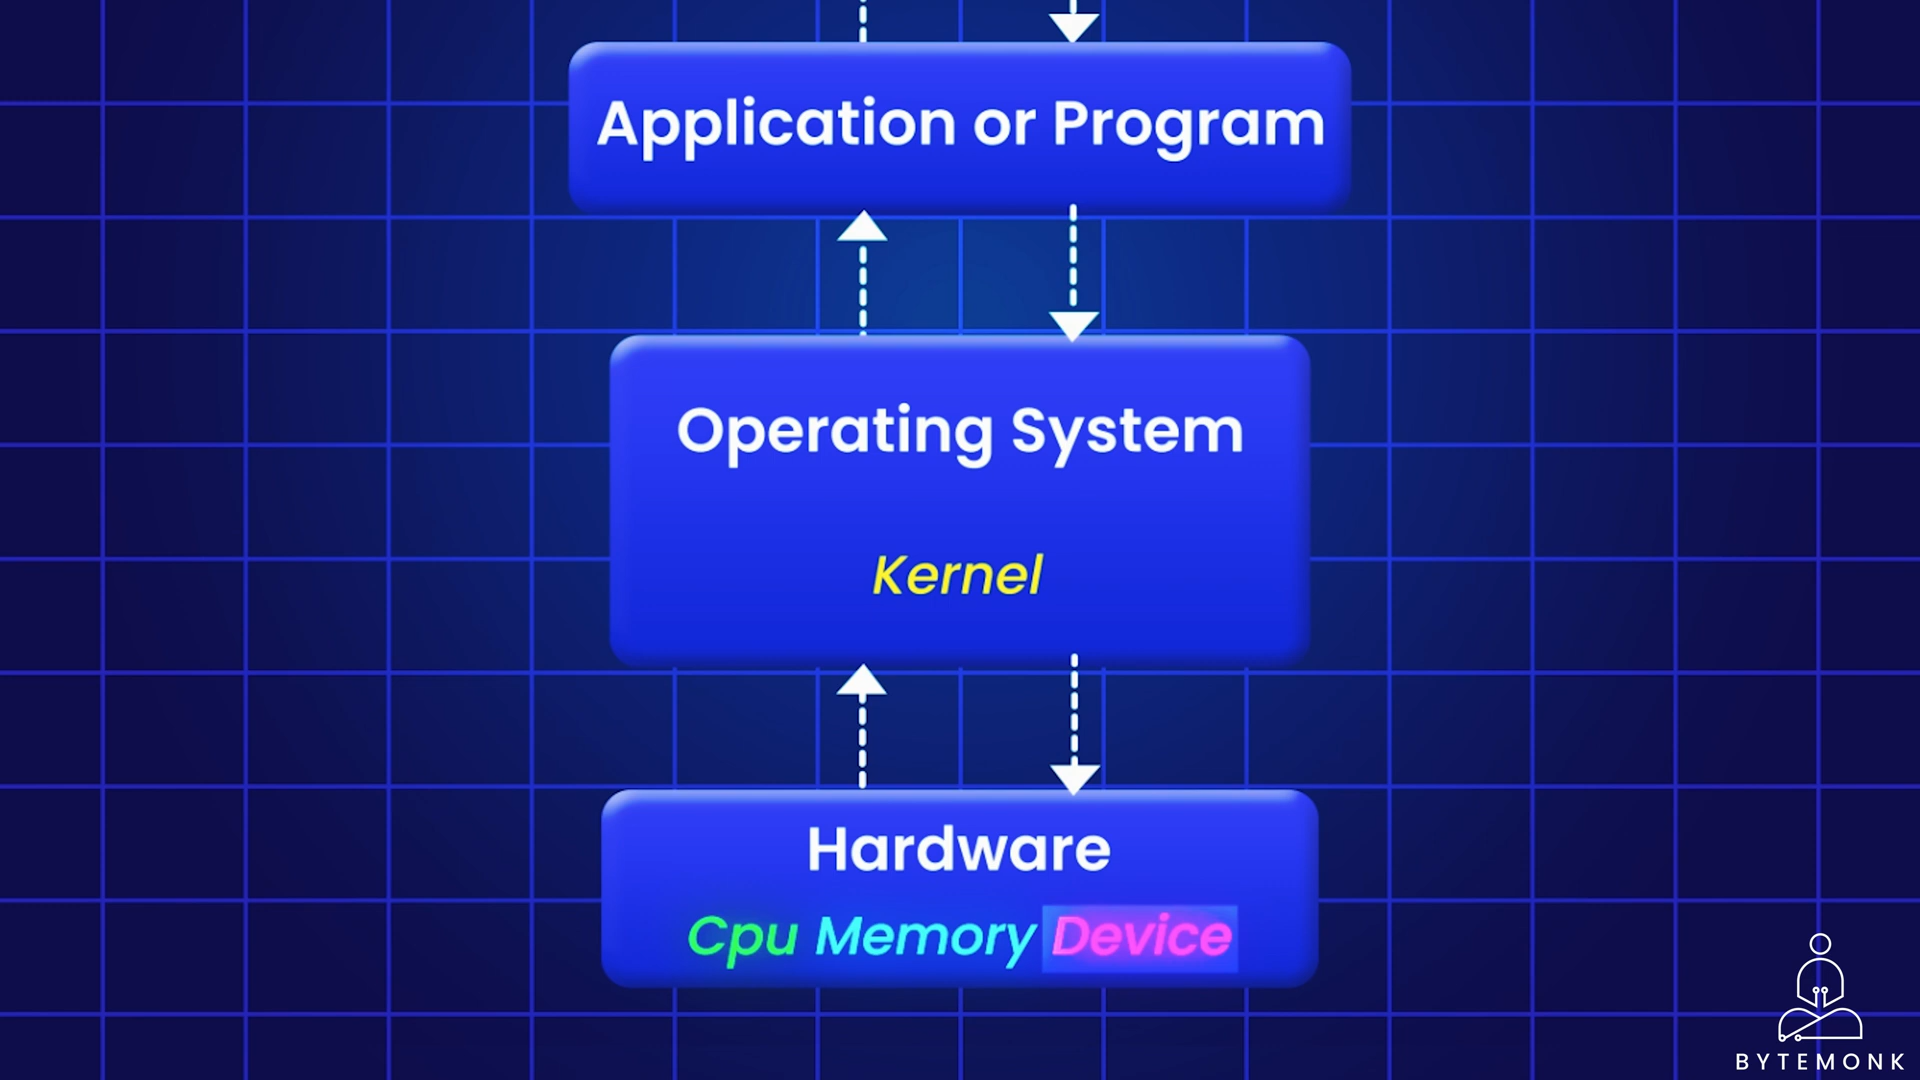 Application or Program
Operating System
Kernel
Hardware
Cpu Memory Device
BYTEMONK